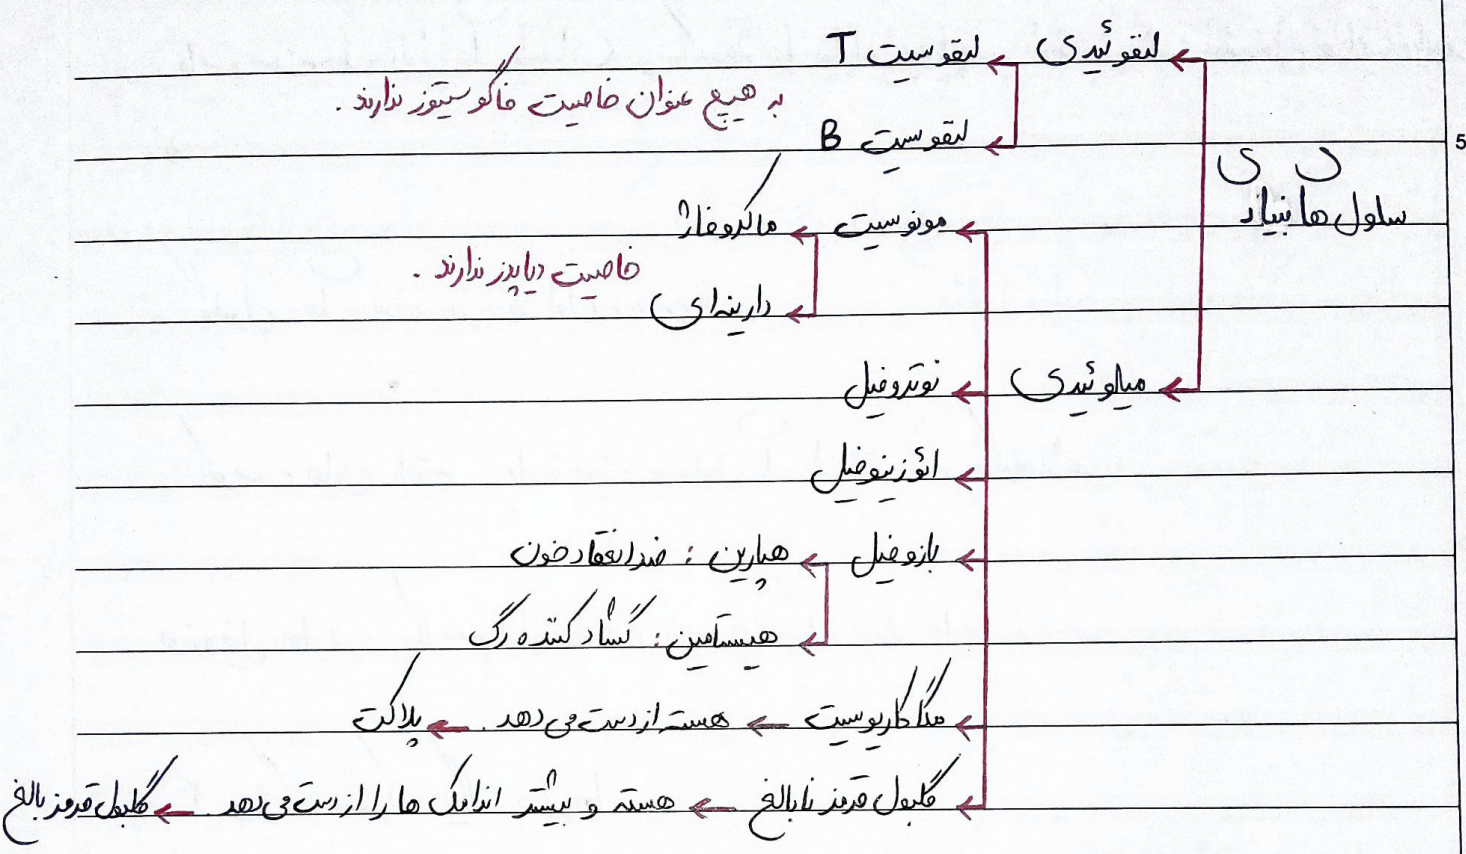 لنفوئیدی ← لنفوسیت T
به هیچ عنوان خاصیت فاگوسیتوز ندارند.
لنفوسیت B
5
سلول های بنیادی
مونوسیت ← ماکروفاژ
خاصیت دیاپدز ندارند.
دارینه‌ای
میلوئیدی ← نوتروفیل
ائوزینوفیل
بازوفیل ← هپارین : ضد انعقاد خون
هیستامین : گشاد کننده رگ
مگاکاریوسیت ← هسته از دست می دهد. ← پلاکت
گلبول قرمز نابالغ ← هسته و بیشتر اندامک ها را از دست می دهد. ← گلبول قرمز بالغ